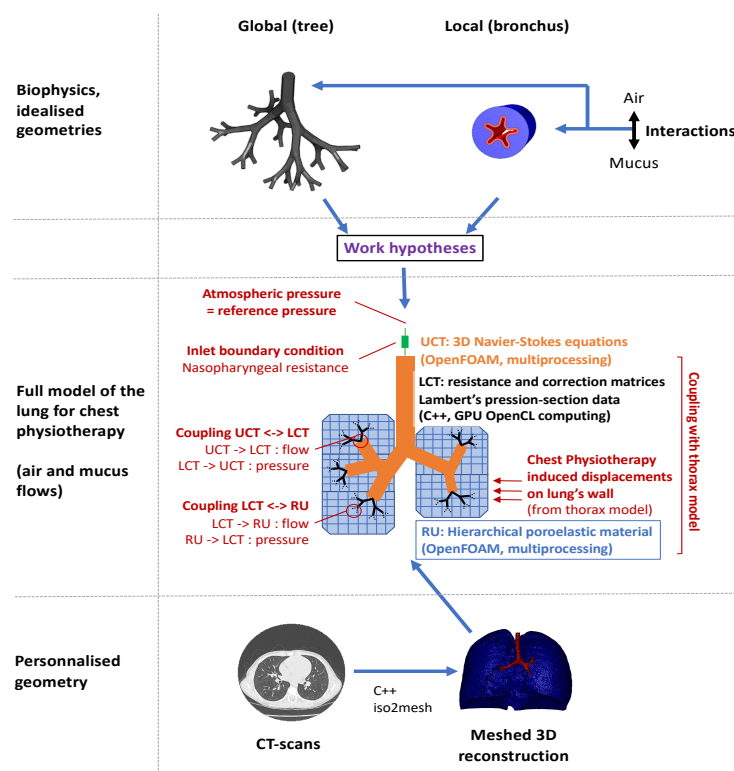 Global (tree)
Local (bronchus)
Biophysics,
idealised
geometries
Air
Interactions
Mucus
Work hypotheses
Atmospheric pressure
= reference pressure
Inlet boundary condition
Nasopharyngeal resistance
UCT: 3D Navier-Stokes equations
(OpenFOAM, multiprocessing)
LCT: resistance and correction matrices
Lambert's pression-section data
(C++, GPU OpenCL computing)
Full model of the
lung for chest
physiotherapy
(air and mucus
flows)
Coupling UCT <-> LCT
UCT -> LCT : flow
LCT -> UCT : pressure
Coupling LCT <-> RU
LCT -> RU : flow
RU -> LCT : pressure
Chest Physiotherapy
induced displacements
on lung's wall
(from thorax model)
Coupling with thorax model
RU: Hierarchical poroelastic material
(OpenFOAM, multiprocessing)
Personnalised
geometry
C++
iso2mesh
CT-scans
Meshed 3D
reconstruction